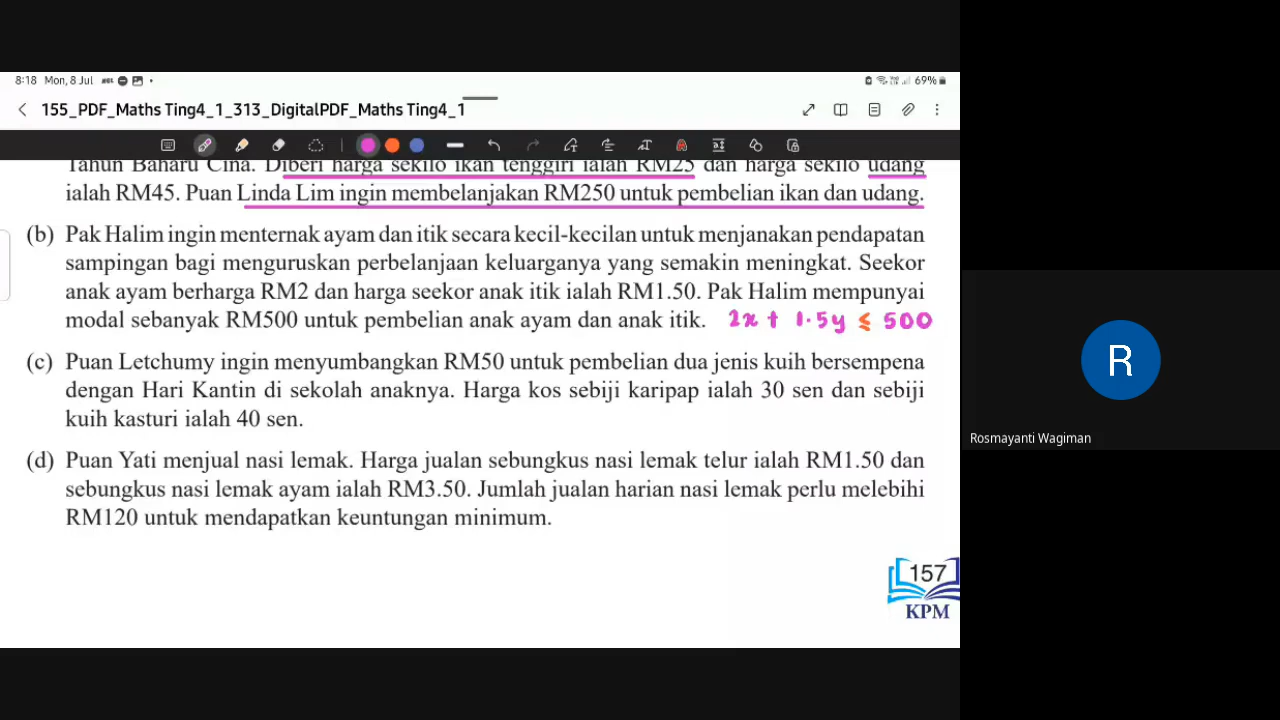 8:18 Mon, 8 Jul
69%
155_PDF_Maths Ting4_1_313_DigitalPDF_Maths Ting4_1
Tahun Baharu Cina. Diberi harga sekilo ikan tenggiri ialah RM25 dan harga sekilo udang
ialah RM45. Puan Linda Lim ingin membelanjakan RM250 untuk pembelian ikan dan udang.
(b) Pak Halim ingin menternak ayam dan itik secara kecil-kecilan untuk menjanakan pendapatan
sampingan bagi menguruskan perbelanjaan keluarganya yang semakin meningkat. Seekor
anak ayam berharga RM2 dan harga seekor anak itik ialah RM1.50. Pak Halim mempunyai
modal sebanyak RM500 untuk pembelian anak ayam dan anak itik. 2x + 1.5y ≤ 500
(c) Puan Letchumy ingin menyumbangkan RM50 untuk pembelian dua jenis kuih bersempena
dengan Hari Kantin di sekolah anaknya. Harga kos sebiji karipap ialah 30 sen dan sebiji
kuih kasturi ialah 40 sen.
(d) Puan Yati menjual nasi lemak. Harga jualan sebungkus nasi lemak telur ialah RM1.50 dan
sebungkus nasi lemak ayam ialah RM3.50. Jumlah jualan harian nasi lemak perlu melebihi
RM120 untuk mendapatkan keuntungan minimum.
157
KPM
R
Rosmayanti Wagiman